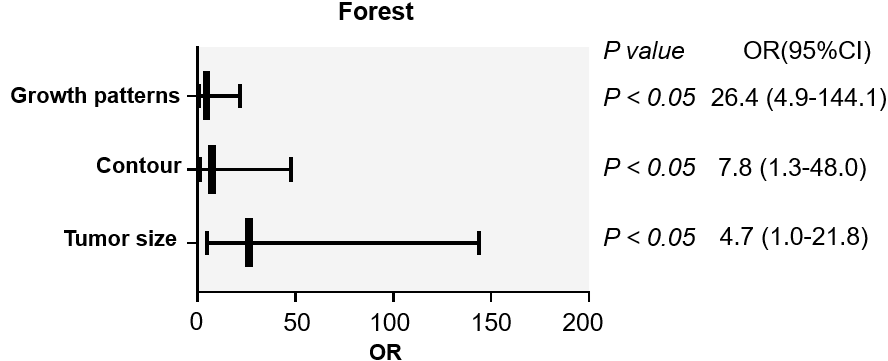 Forest
P value OR(95%CI)
Growth patterns P < 0.05 26.4 (4.9-144.1)
Contour P < 0.05 7.8 (1.3-48.0)
Tumor size P < 0.05 4.7 (1.0-21.8)
0 50 100 150 200
OR